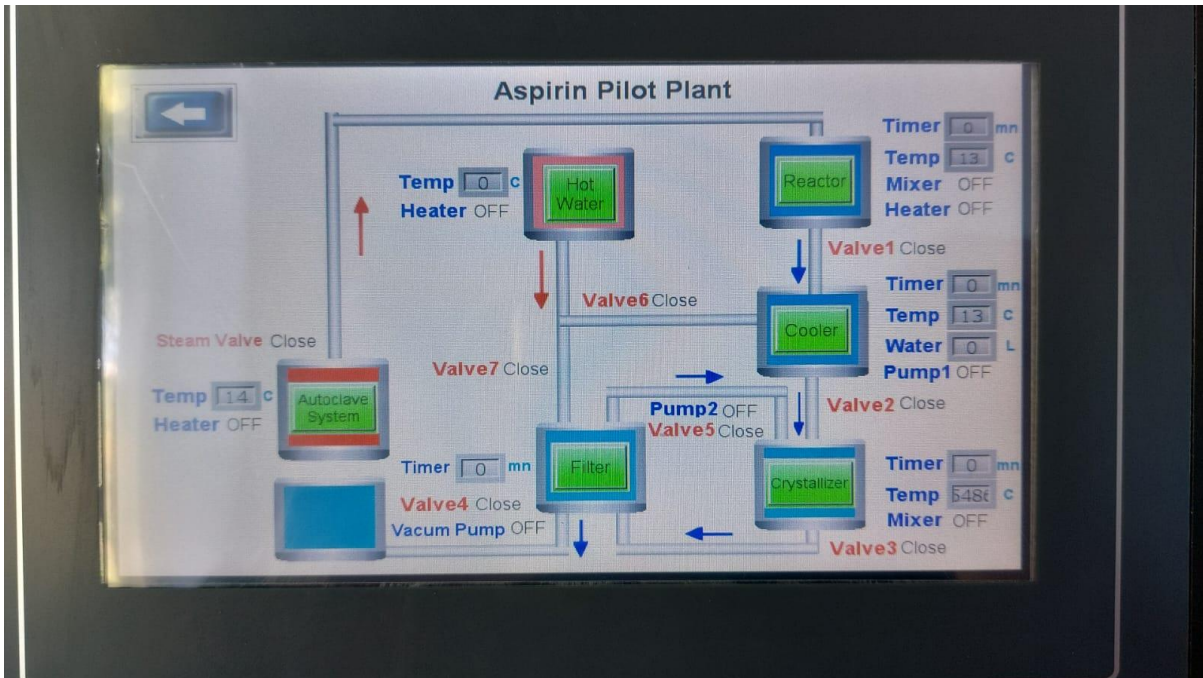 Aspirin Pilot Plant
Timer 0 mn
Temp 13 C
Mixer OFF
Heater OFF
Reactor
Temp 0 C
Heater OFF
Hot
Water
Valve1 Close
Valve6 Close
Timer 0 mn
Temp 13 C
Water 0 L
Pump1 OFF
Cooler
Steam Valve Close
Temp 14 C
Heater OFF
Autoclave
System
Valve7 Close
Pump2 OFF
Valve5 Close
Valve2 Close
Timer 0 mn
Filter
Valve4 Close
Vacum Pump OFF
Crystallizer
Timer 0 mn
Temp C
Mixer OFF
Valve3 Close